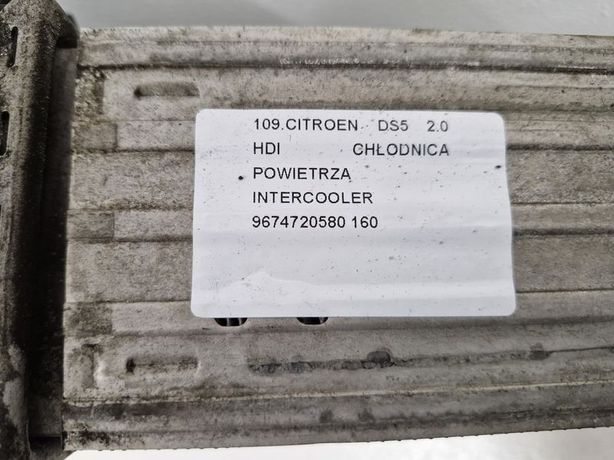 109.CITROEN DS5 2.0
HDI CHŁODNICA
POWIETRZA
INTERCOOLER
9674720580 160